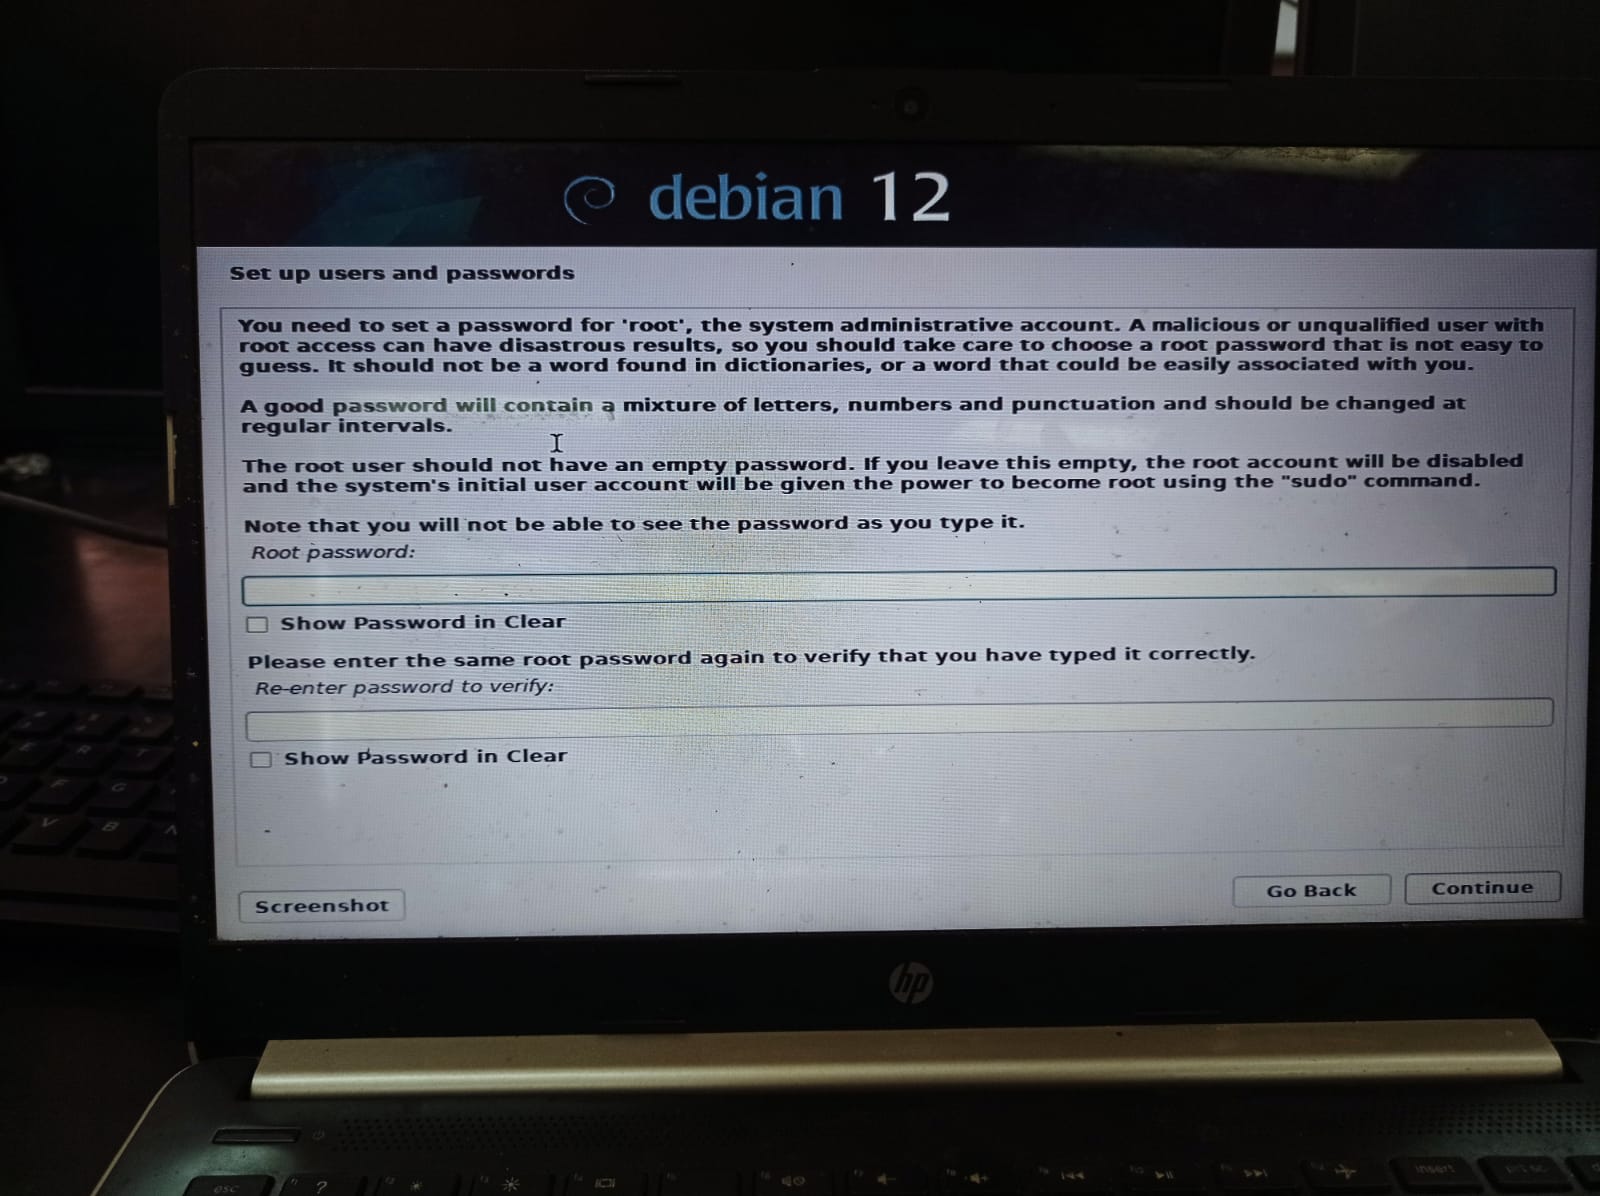 debian 12
Set up users and passwords
You need to set a password for 'root', the system administrative account. A malicious or unqualified user with
root access can have disastrous results, so you should take care to choose a root password that is not easy to
guess. It should not be a word found in dictionaries, or a word that could be easily associated with you.
A good password will contain a mixture of letters, numbers and punctuation and should be changed at
regular intervals.
The root user should not have an empty password. If you leave this empty, the root account will be disabled
and the system's initial user account will be given the power to become root using the "sudo" command.
Note that you will not be able to see the password as you type it.
Root password:
Show Password in Clear
Please enter the same root password again to verify that you have typed it correctly.
Re-enter password to verify:
Show Password in Clear
Screenshot
Go Back
Continue
hp
E R T
F G
V B N
esc
?
insert
prt sc